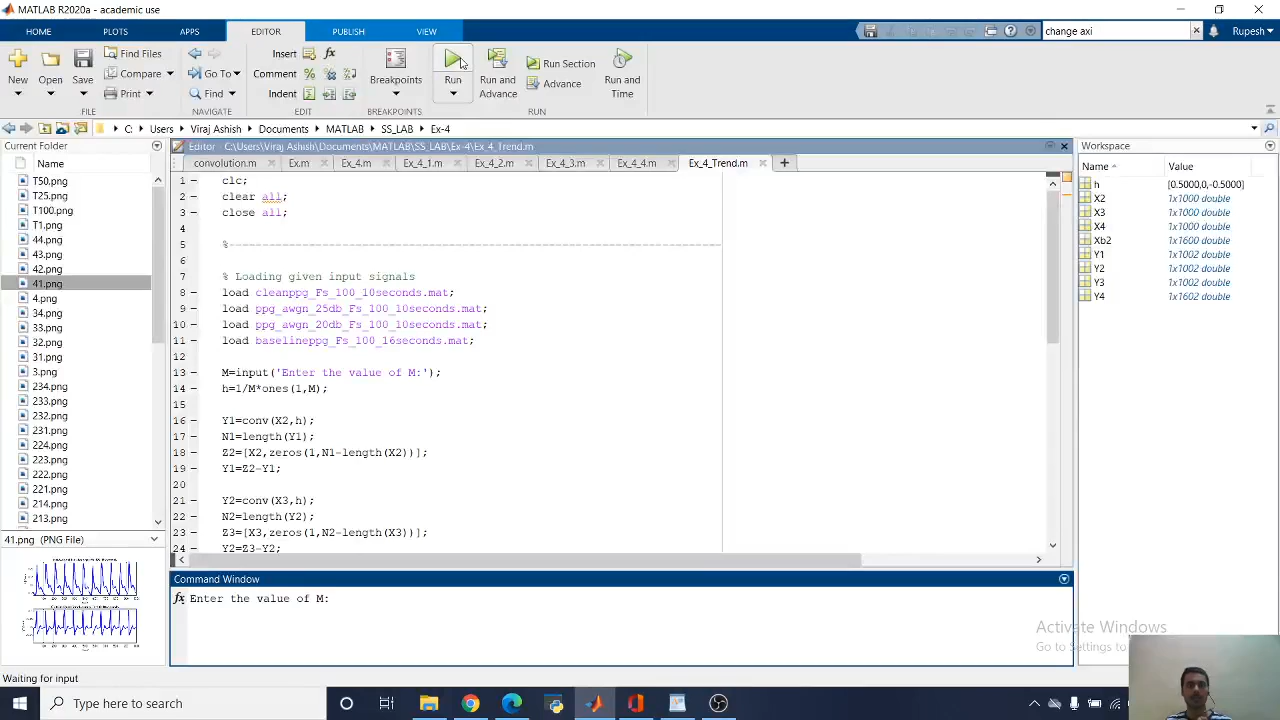 MATLAB R2020a - academic use
HOME PLOTS APPS EDITOR PUBLISH VIEW
change axi
Rupesh
New Open Save
Find Files
Compare
Print
Go To
Find
Insert
Comment
Indent
Breakpoints
Run
Run and Advance
Run Section
Advance
Run and Time
FILE NAVIGATE EDIT BREAKPOINTS RUN
C: Users Viraj Ashish Documents MATLAB SS_LAB Ex-4
Current Folder
Name
T50.png
T25.png
T100.png
T1.png
44.png
43.png
42.png
41.png
4.png
34.png
33.png
32.png
31.png
3.png
234.png
233.png
232.png
231.png
224.png
223.png
222.png
221.png
214.png
213.png
41.png (PNG File)
Editor - C:\Users\Viraj Ashish\Documents\MATLAB\SS_LAB\Ex-4\Ex_4_Trend.m
convolution.m Ex.m Ex_4.m Ex_4_1.m Ex_4_2.m Ex_4_3.m Ex_4_4.m Ex_4_Trend.m
1 clc;
2 clear all;
3 close all;
4
5 %----------------------------------------------------------------------
6
7 % Loading given input signals
8 load cleanppg_Fs_100_10seconds.mat;
9 load ppg_awgn_25db_Fs_100_10seconds.mat;
10 load ppg_awgn_20db_Fs_100_10seconds.mat;
11 load baselineppg_Fs_100_16seconds.mat;
12
13 M=input('Enter the value of M:');
14 h=1/M*ones(1,M);
15
16 Y1=conv(X2,h);
17 N1=length(Y1);
18 Z2=[X2,zeros(1,N1-length(X2))];
19 Y1=Z2-Y1;
20
21 Y2=conv(X3,h);
22 N2=length(Y2);
23 Z3=[X3,zeros(1,N2-length(X3))];
24 Y2=Z3-Y2;
Command Window
fx Enter the value of M:
Workspace
Name Value
h [0.5000,0,-0.5000]
X2 1x1000 double
X3 1x1000 double
X4 1x1000 double
Xb2 1x1600 double
Y1 1x1002 double
Y2 1x1002 double
Y3 1x1002 double
Y4 1x1602 double
Activate Windows
Go to Settings to
Waiting for input
Type here to search